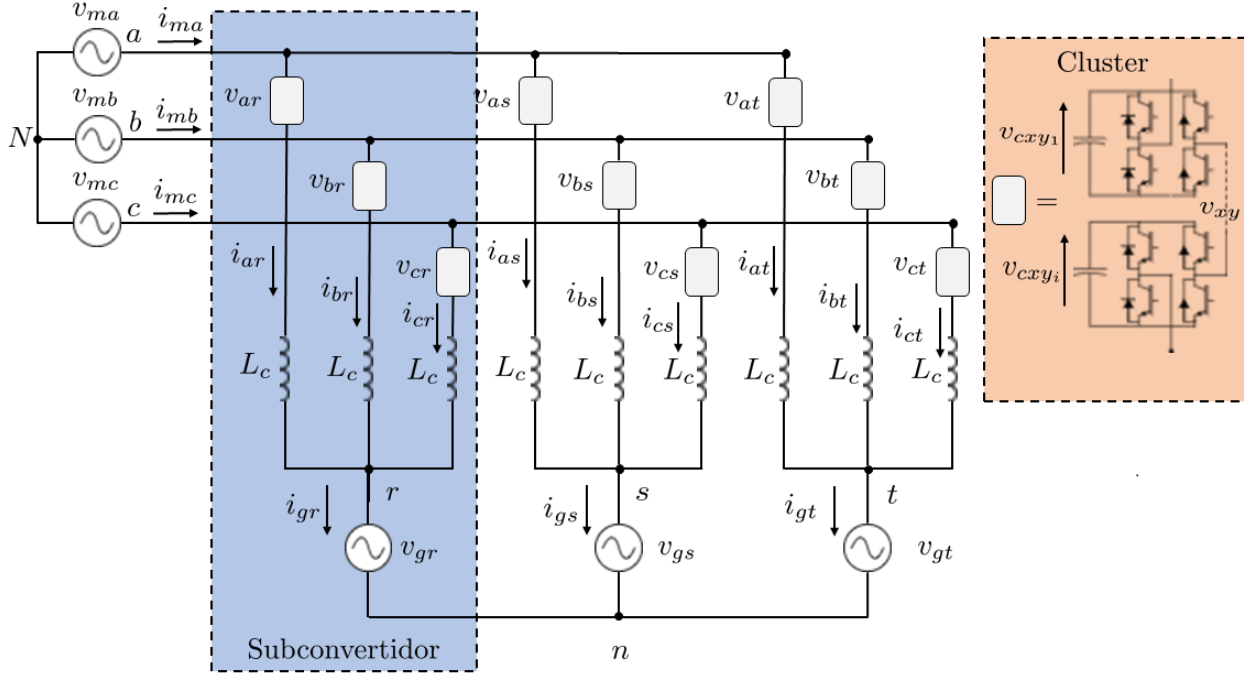 v_ma
a
i_ma
v_mb
b
i_mb
N
v_mc
c
i_mc
v_ar
v_as
v_at
v_br
v_bs
v_bt
v_cr
v_cs
v_ct
i_ar
i_br
i_cr
i_as
i_bs
i_cs
i_at
i_bt
i_ct
L_c
L_c
L_c
L_c
L_c
L_c
L_c
L_c
L_c
r
s
t
i_gr
i_gs
i_gt
v_gr
v_gs
v_gt
Subconvertidor
n
Cluster
v_cxy_1
=
v_xy
v_cxy_i